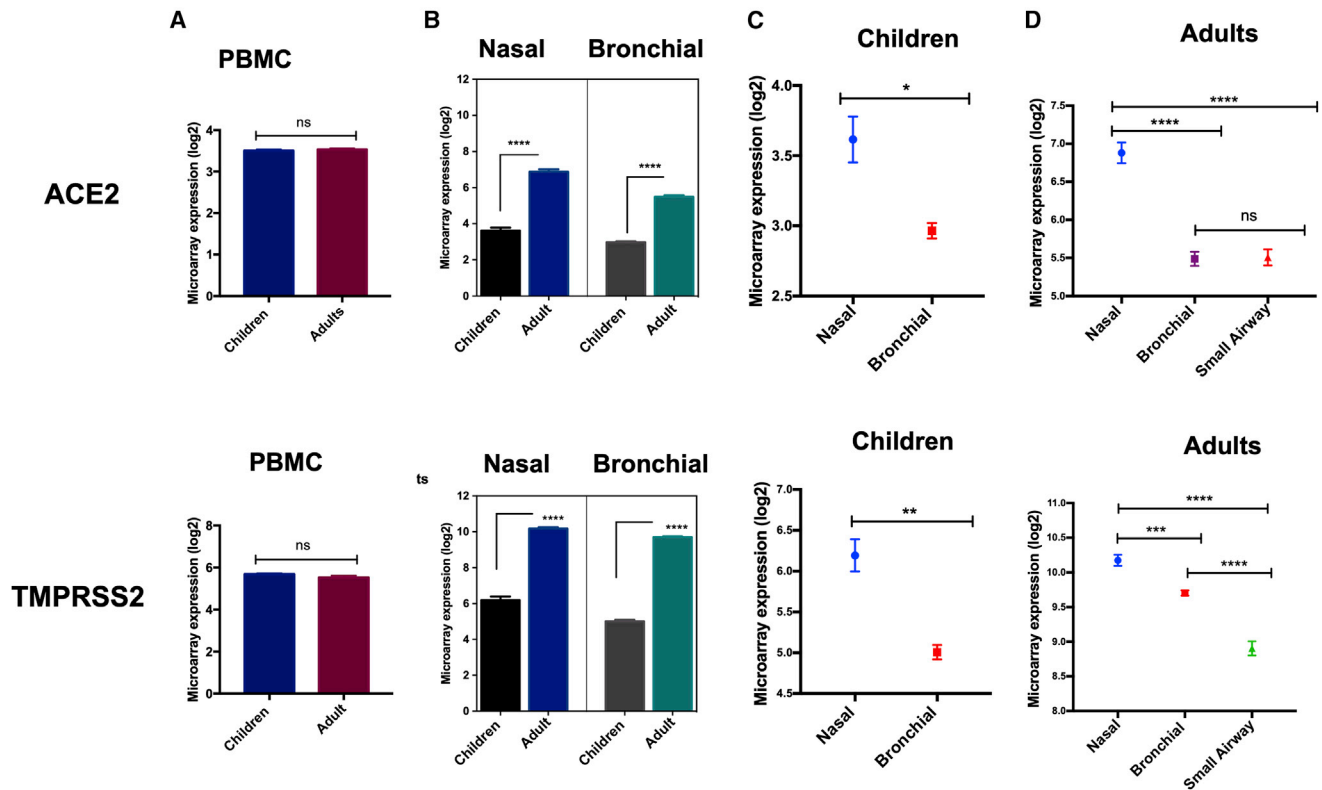 A
B
C
D
ACE2
PBMC
Microarray expression (log2)
4
3
2
1
0
ns
Children
Adults
Nasal
Bronchial
Microarray expression (log2)
12
10
8
6
4
2
0
****
****
Children
Adult
Children
Adult
Children
Microarray expression (log2)
4.0
3.5
3.0
2.5
*
Nasal
Bronchial
Adults
Microarray expression (log2)
7.5
7.0
6.5
6.0
5.5
5.0
****
****
ns
Nasal
Bronchial
Small Airway
TMPRSS2
PBMC
Microarray expression (log2)
8
6
4
2
0
ns
Children
Adult
ts
Nasal
Bronchial
Microarray expression (log2)
12
10
8
6
4
2
0
****
****
Children
Adult
Children
Adult
Children
Microarray expression (log2)
7.0
6.5
6.0
5.5
5.0
4.5
**
Nasal
Bronchial
Adults
Microarray expression (log2)
11.0
10.5
10.0
9.5
9.0
8.5
8.0
****
***
****
Nasal
Bronchial
Small Airway